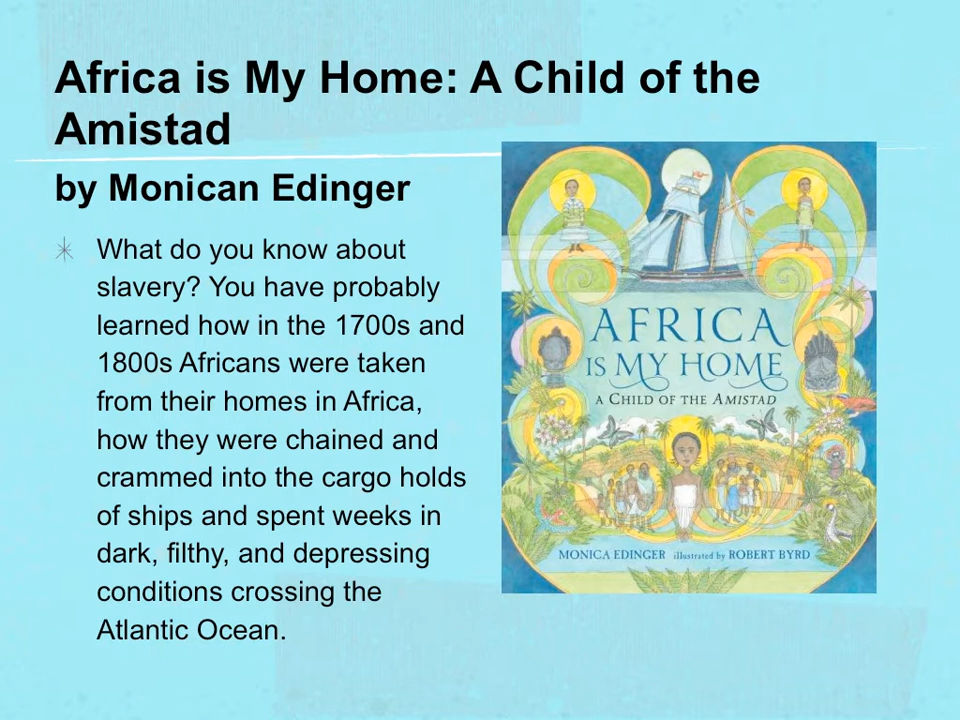 Africa is My Home: A Child of the
Amistad
by Monican Edinger
What do you know about
slavery? You have probably
learned how in the 1700s and
1800s Africans were taken
from their homes in Africa,
how they were chained and
crammed into the cargo holds
of ships and spent weeks in
dark, filthy, and depressing
conditions crossing the
Atlantic Ocean.
AFRICA
IS MY HOME
A CHILD OF THE AMISTAD
MONICA EDINGER illustrated by ROBERT BYRD